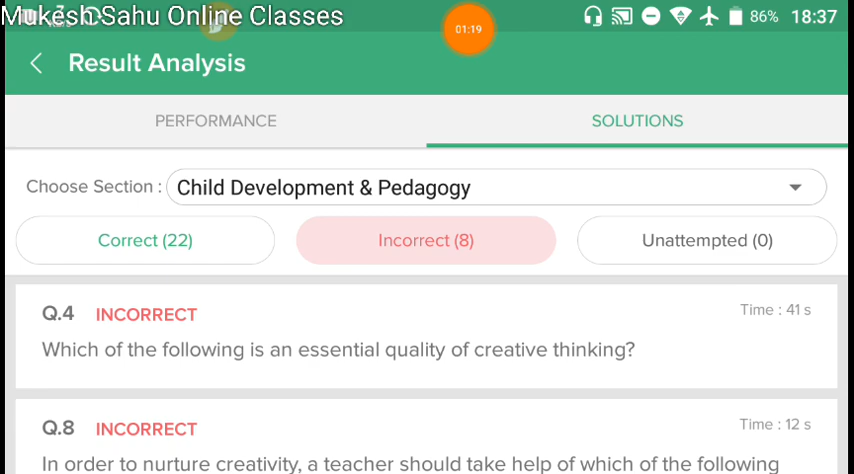 Mukesh Sahu Online Classes
01:19
86% 18:37
Result Analysis
PERFORMANCE SOLUTIONS
Choose Section : Child Development & Pedagogy
Correct (22) Incorrect (8) Unattempted (0)
Q.4 INCORRECT Time : 41 s
Which of the following is an essential quality of creative thinking?
Q.8 INCORRECT Time : 12 s
In order to nurture creativity, a teacher should take help of which of the following